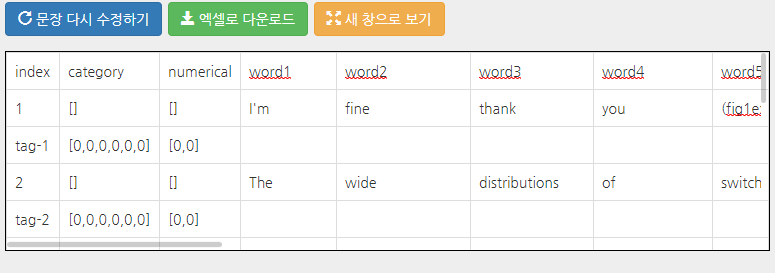 문장 다시 수정하기 엑셀로 다운로드 새 창으로 보기
index category numerical word1 word2 word3 word4 word5
1 [] [] I'm fine thank you (fig1e
tag-1 [0,0,0,0,0,0] [0,0]
2 [] [] The wide distributions of switch
tag-2 [0,0,0,0,0,0] [0,0]